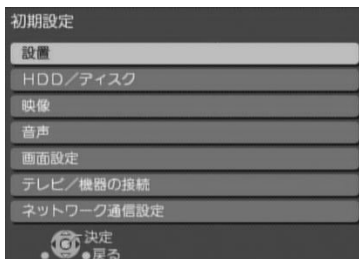 初期設定
設置
HDD／ディスク
映像
音声
画面設定
テレビ／機器の接続
ネットワーク通信設定
決定
戻る